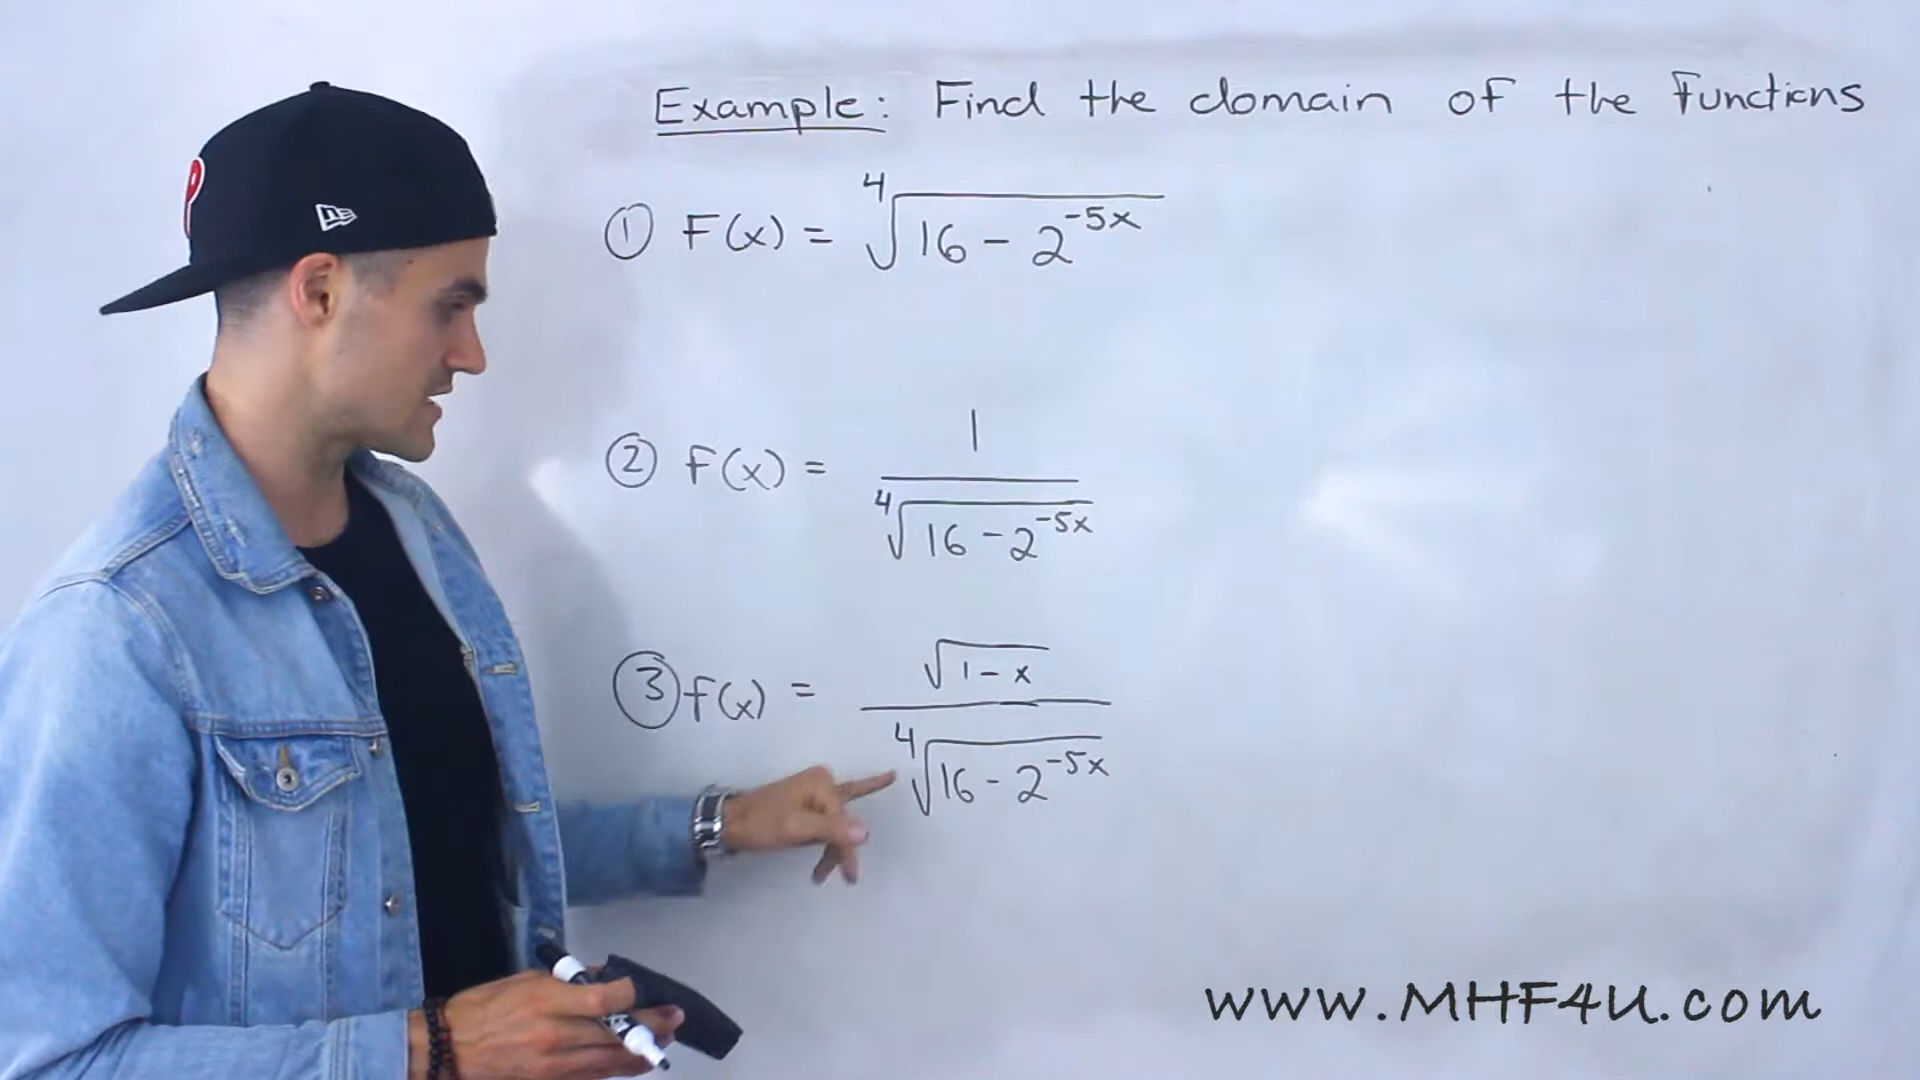 Example: Find the domain of the functions
① F(x) = ⁴√(16 - 2^(-5x))
② F(x) = 1 / ⁴√(16 - 2^(-5x))
③ f(x) = √(1 - x) / ⁴√(16 - 2^(-5x))
www.MHF4U.com